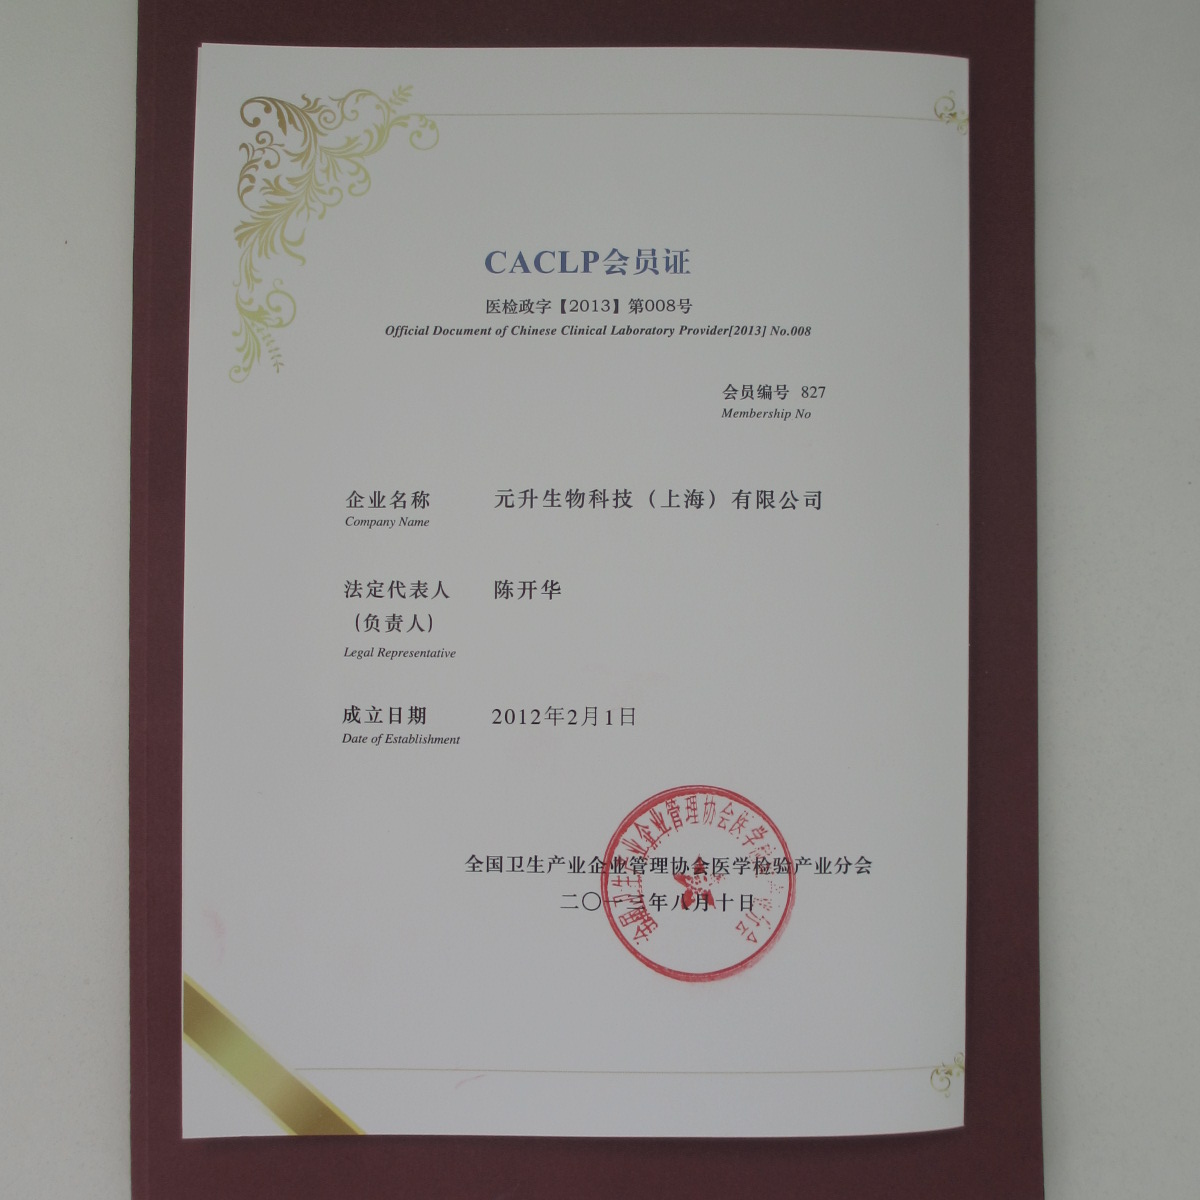 CACLP会员证
医检政字【2013】第008号
Official Document of Chinese Clinical Laboratory Provider[2013] No.008
会员编号 827
Membership No
企业名称 元升生物科技（上海）有限公司
Company Name
法定代表人 陈开华
（负责人）
Legal Representative
成立日期 2012年2月1日
Date of Establishment
全国卫生产业企业管理协会医学检验产业分会
二〇一三年八月十日